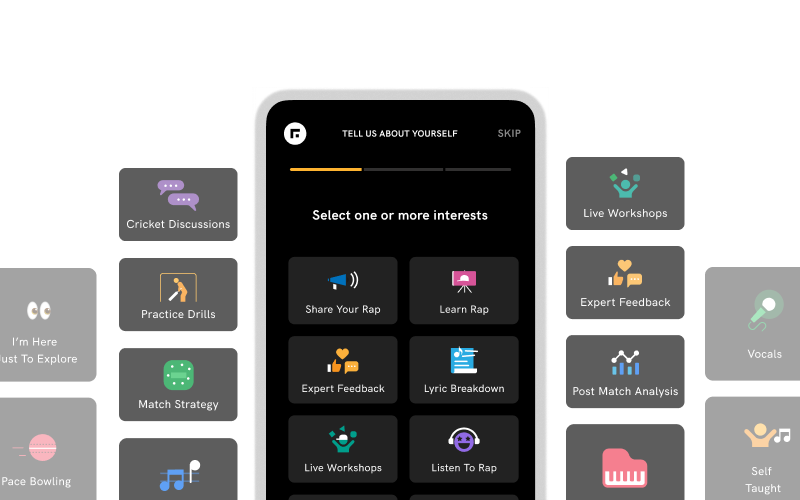 TELL US ABOUT YOURSELF
SKIP
Select one or more interests
Share Your Rap
Learn Rap
Expert Feedback
Lyric Breakdown
Live Workshops
Listen To Rap
Cricket Discussions
Practice Drills
Match Strategy
I'm Here
Just To Explore
Pace Bowling
Live Workshops
Expert Feedback
Post Match Analysis
Vocals
Self
Taught